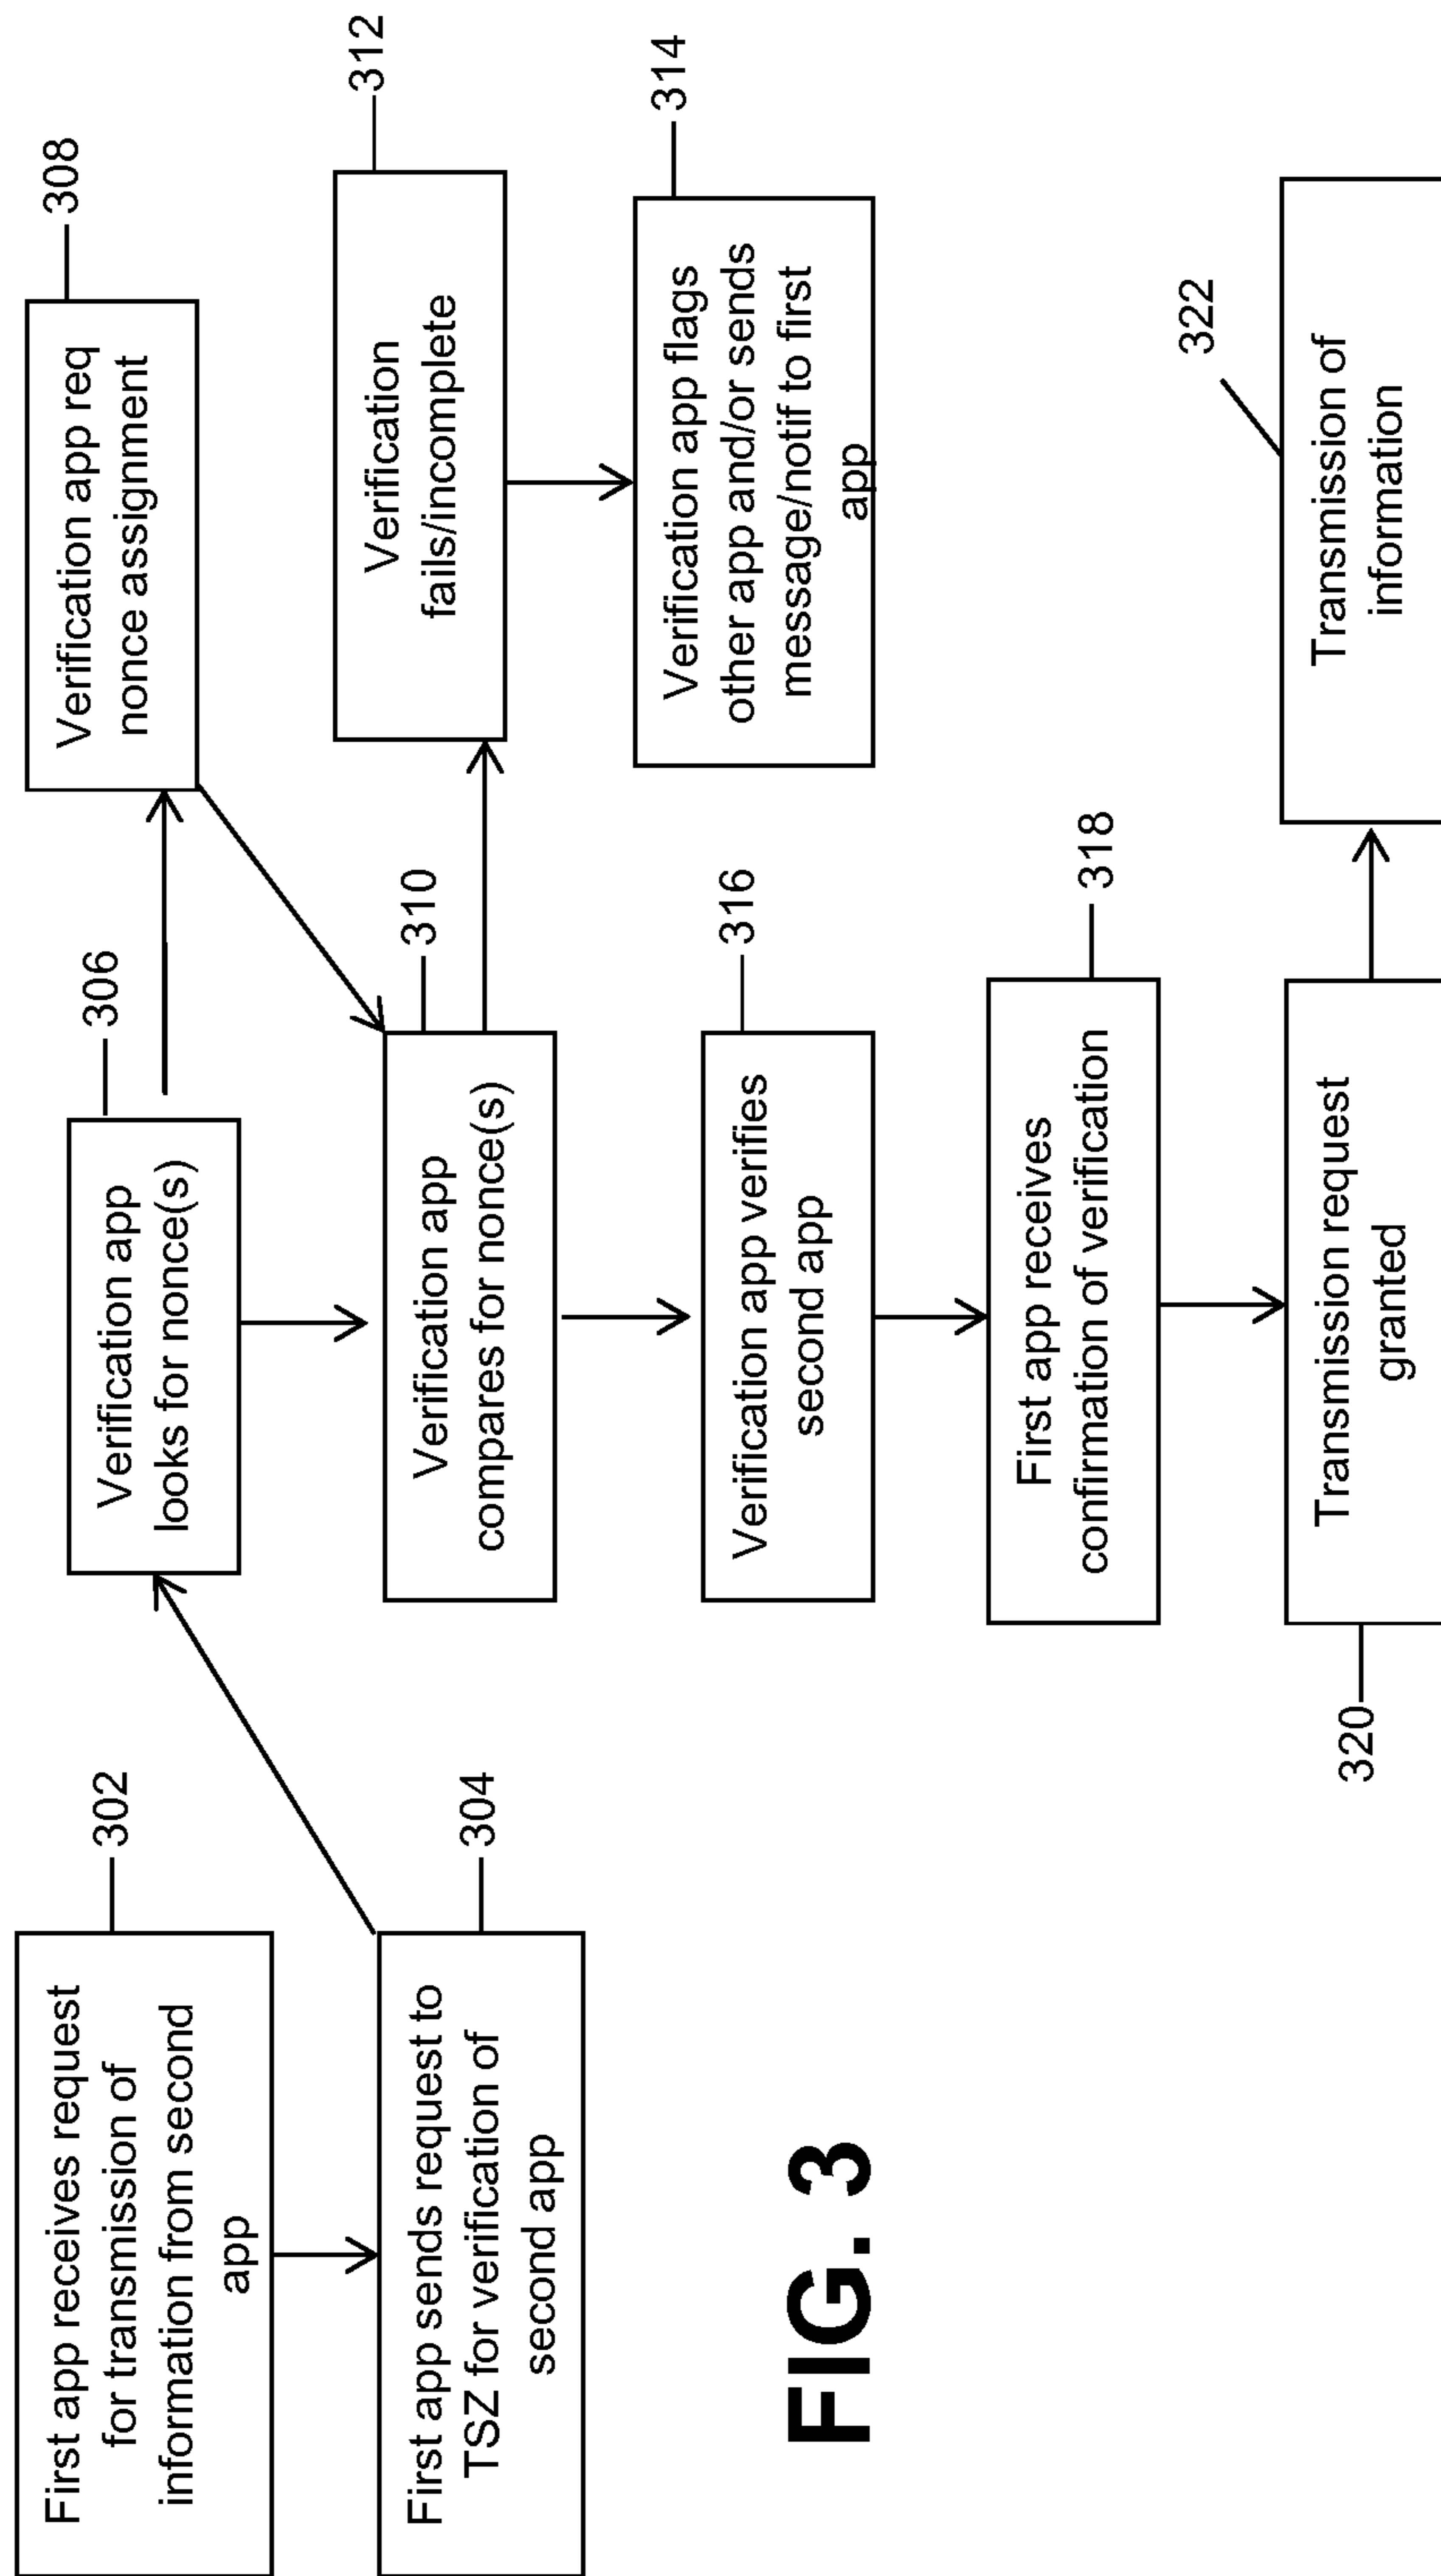 302
First app receives request
for transmission of
information from second
app
304
First app sends request to
TSZ for verification of
second app
306
Verification app
looks for nonce(s)
308
Verification app req
nonce assignment
310
Verification app
compares for nonce(s)
312
Verification
fails/incomplete
314
Verification app flags
other app and/or sends
message/notif to first
app
316
Verification app verifies
second app
318
First app receives
confirmation of verification
320
Transmission request
granted
322
Transmission of
information
FIG. 3